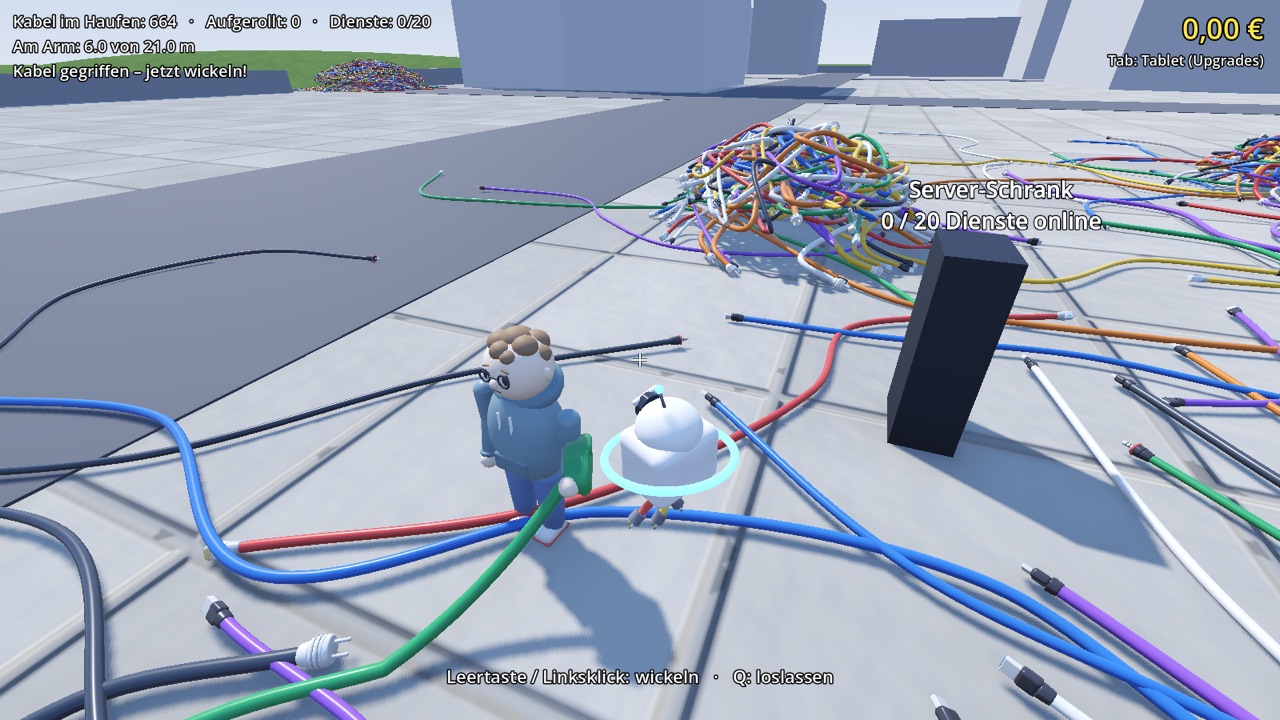 Kabel im Haufen: 664 · Aufgerollt: 0 · Dienste: 0/20
Am Arm: 6.0 von 21.0 m
Kabel gegriffen – jetzt wickeln!
0,00 €
Tab: Tablet (Upgrades)
Server-Schrank
0 / 20 Dienste online
Leertaste / Linksklick: wickeln · Q: loslassen